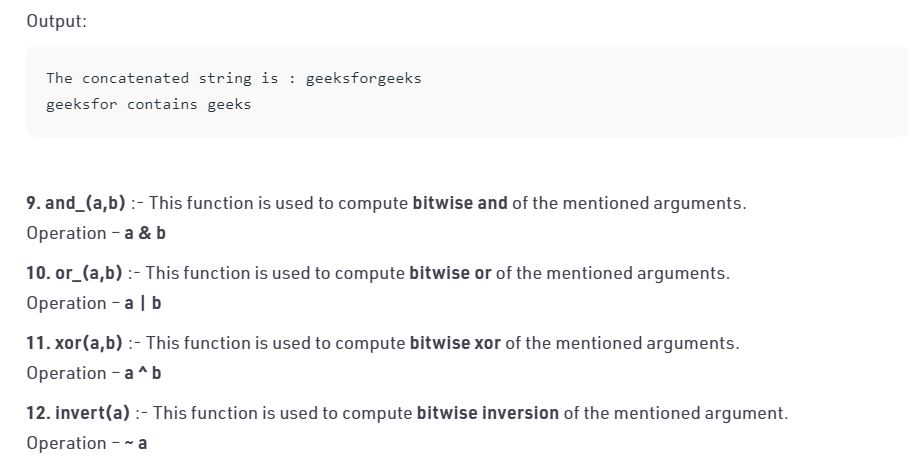 Output:
The concatenated string is : geeksforgeeks
geeksfor contains geeks
9. and_(a,b) :- This function is used to compute bitwise and of the mentioned arguments.
Operation – a & b
10. or_(a,b) :- This function is used to compute bitwise or of the mentioned arguments.
Operation – a | b
11. xor(a,b) :- This function is used to compute bitwise xor of the mentioned arguments.
Operation – a ^ b
12. invert(a) :- This function is used to compute bitwise inversion of the mentioned argument.
Operation – ~ a